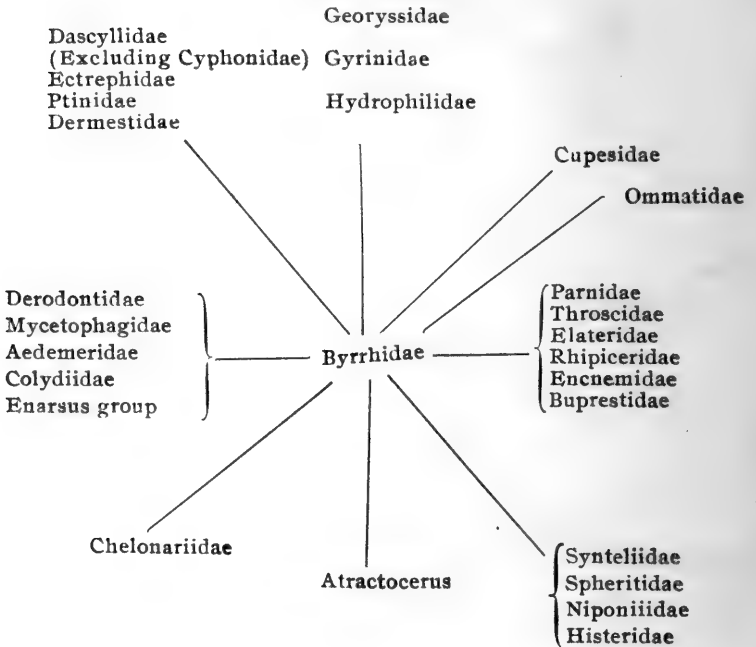 Georyssidae
Dascyllidae
(Excluding Cyphonidae) Gyrinidae
Ectrephidae
Ptinidae
Hydrophilidae
Dermestidae
Cupesidae
Ommatidae
Derodontidae
Mycetophagidae
Aedemeridae
Colydiidae
Enarsus group
Byrrhidae
Parnidae
Throscidae
Elateridae
Rhipiceridae
Encnemidae
Buprestidae
Chelonariidae
Atractocerus
Synteliidae
Spheritidae
Niponiiidae
Histeridae